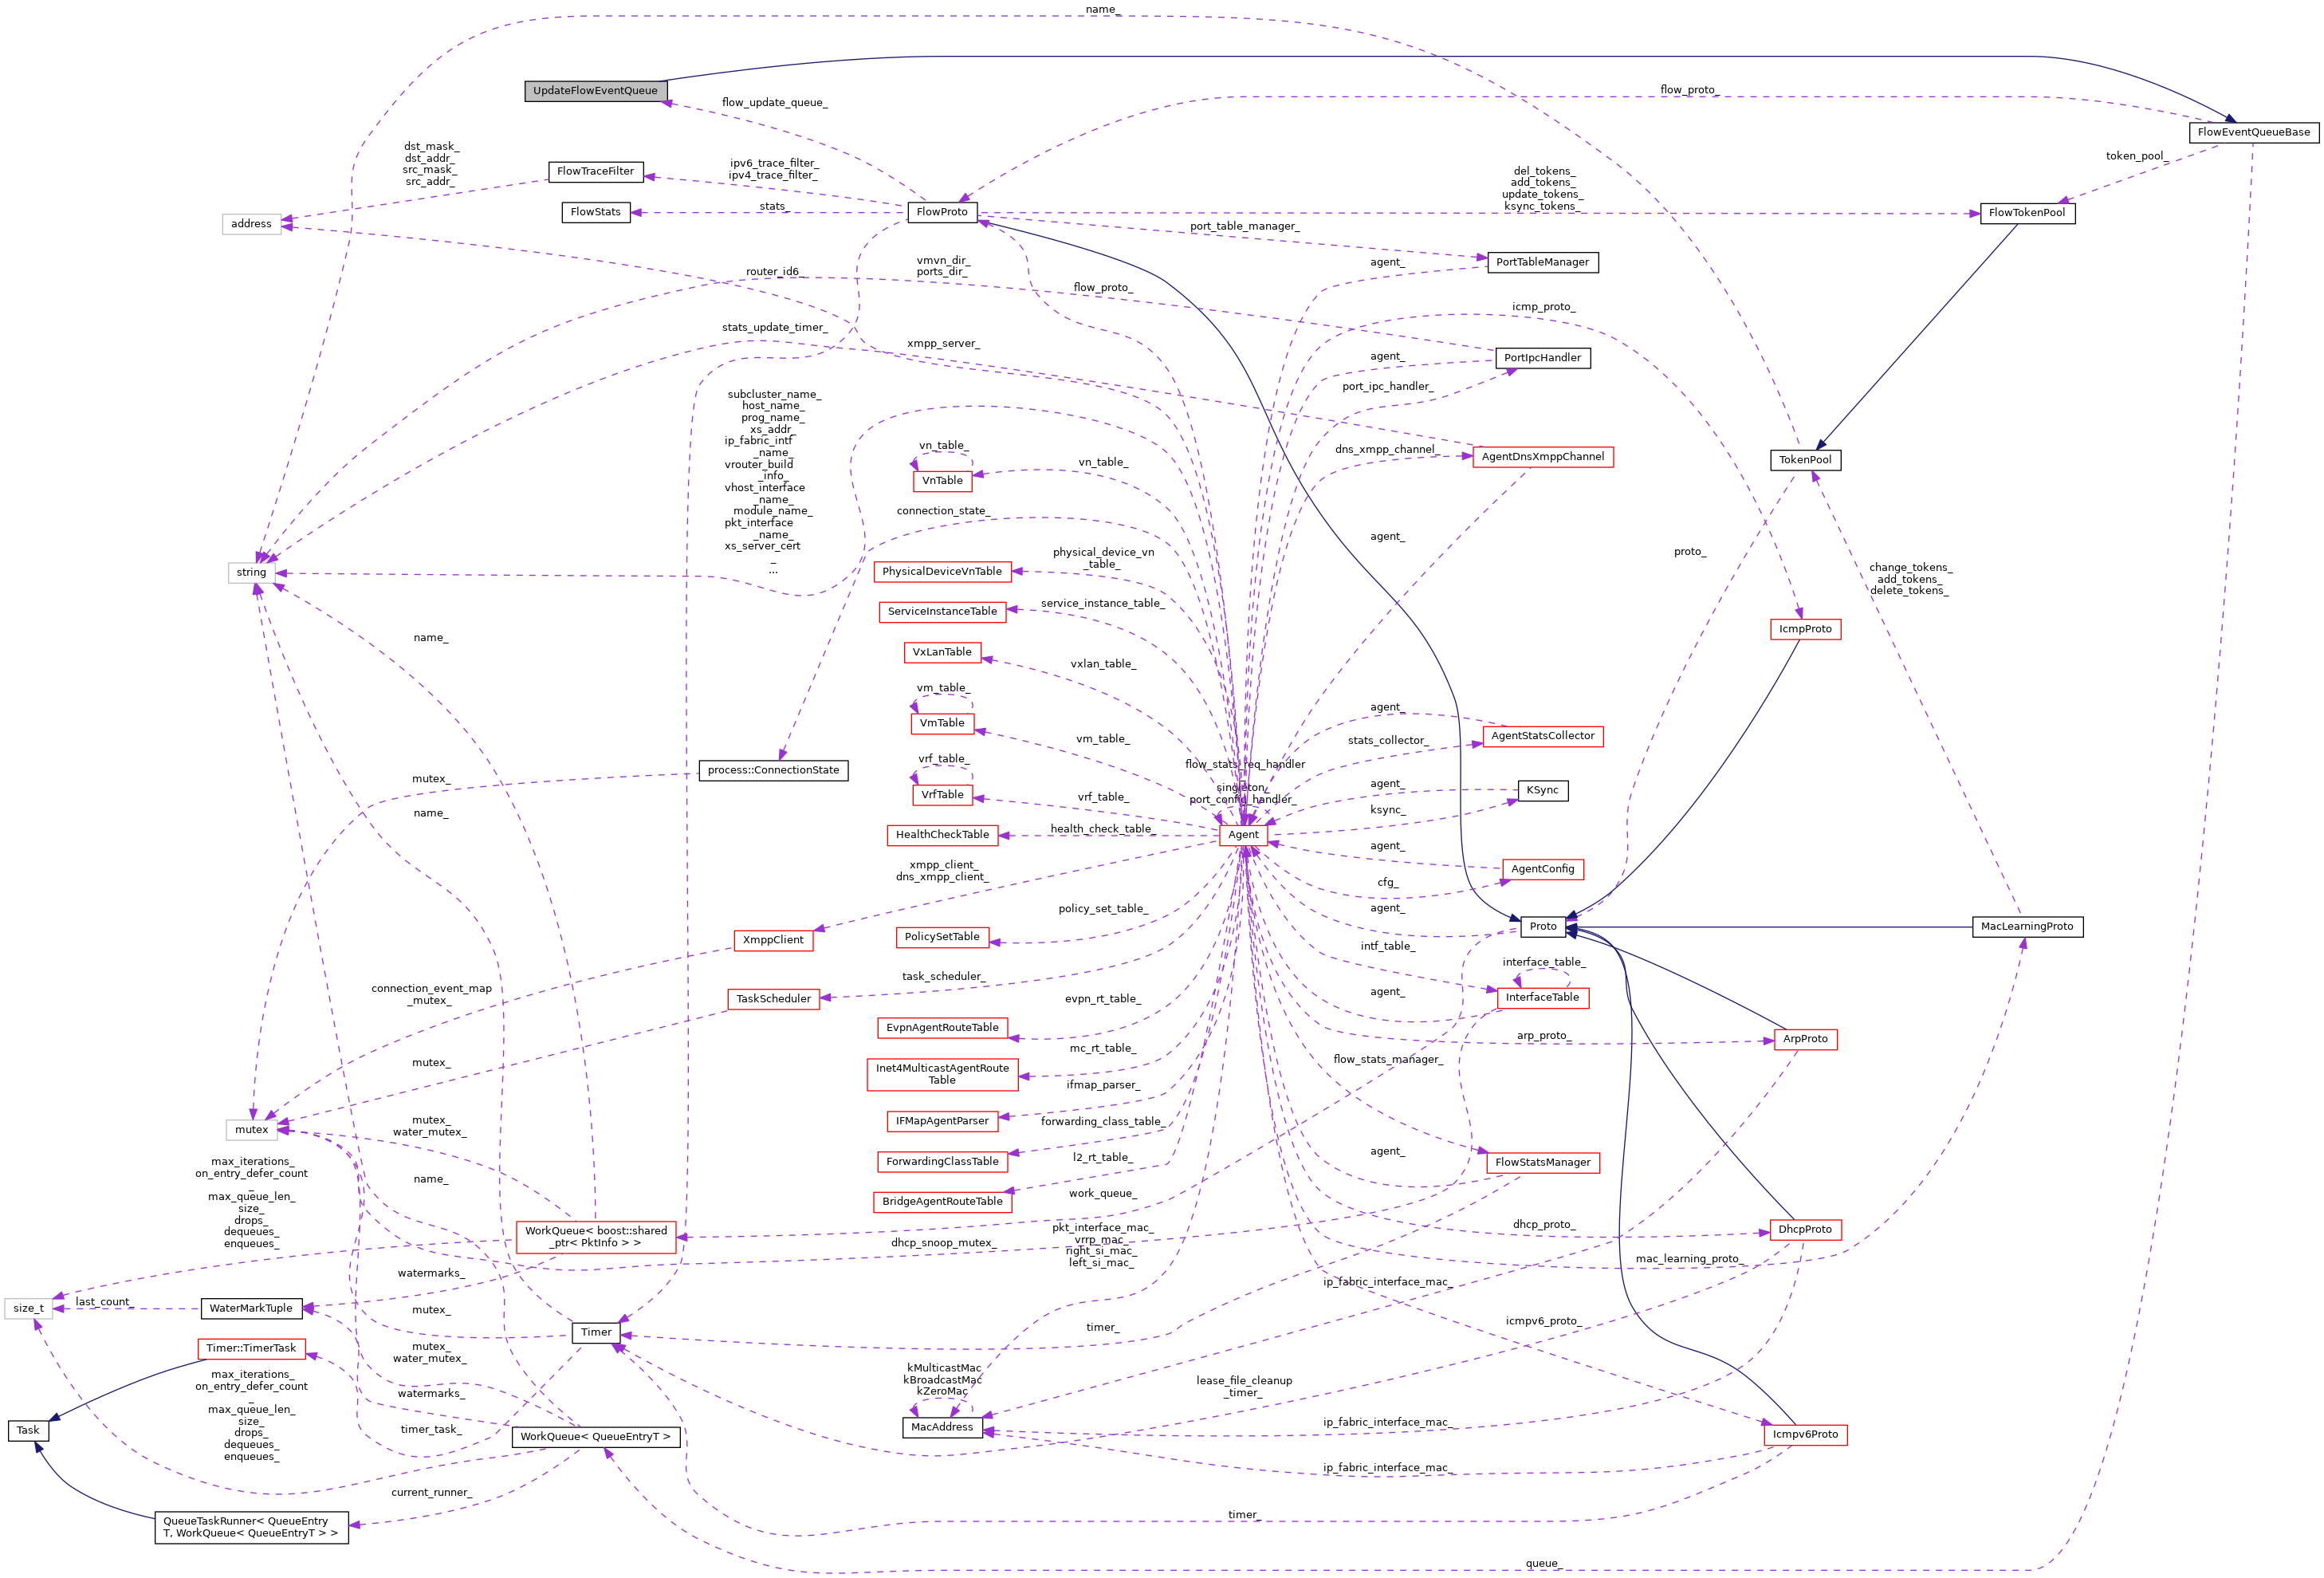 name_
UpdateFlowEventQueue
flow_update_queue_
flow_proto_
FlowEventQueueBase
dst_mask_
dst_addr_
src_mask_
src_addr_
FlowTraceFilter
ipv6_trace_filter_
ipv4_trace_filter_
token_pool_
del_tokens_
add_tokens_
update_tokens_
ksync_tokens_
address
FlowStats
stats_
FlowProto
FlowTokenPool
port_table_manager_
router_id6_
vmvn_dir_
ports_dir_
agent_
PortTableManager
flow_proto_
icmp_proto_
stats_update_timer_
xmpp_server_
agent_
PortIpcHandler
port_ipc_handler_
subcluster_name_
host_name_
prog_name_
xs_addr_
ip_fabric_intf
_name_
vrouter_build
_info_
vhost_interface
_name_
module_name_
pkt_interface
_name_
xs_server_cert
_
...
vn_table_
VnTable
vn_table_
dns_xmpp_channel_
AgentDnsXmppChannel
TokenPool
connection_state_
agent_
proto_
string
PhysicalDeviceVnTable
physical_device_vn
_table_
change_tokens_
add_tokens_
delete_tokens_
ServiceInstanceTable
service_instance_table_
IcmpProto
name_
VxLanTable
vxlan_table_
vm_table_
VmTable
vm_table_
agent_
AgentStatsCollector
stats_collector_
process::ConnectionState
mutex_
vrf_table_
VrfTable
vrf_table_
flow_stats_req_handler
_
singleton_
port_config_handler_
agent_
KSync
ksync_
name_
HealthCheckTable
health_check_table_
Agent
agent_
AgentConfig
cfg_
xmpp_client_
dns_xmpp_client_
policy_set_table_
agent_
XmppClient
PolicySetTable
Proto
MacLearningProto
intf_table_
interface_table_
connection_event_map
_mutex_
TaskScheduler
task_scheduler_
evpn_rt_table_
agent_
InterfaceTable
EvpnAgentRouteTable
mc_rt_table_
arp_proto_
ArpProto
mutex_
Inet4MulticastAgentRoute
Table
flow_stats_manager_
ifmap_parser_
mutex
mutex_
water_mutex_
IFMapAgentParser
forwarding_class_table_
agent_
max_iterations_
on_entry_defer_count
_
max_queue_len_
size_
drops_
dequeues_
enqueues_
name_
ForwardingClassTable
l2_rt_table_
FlowStatsManager
BridgeAgentRouteTable
work_queue_
WorkQueue< boost::shared
_ptr< PktInfo > >
dhcp_snoop_mutex_
pkt_interface_mac_
vrrp_mac_
right_si_mac_
left_si_mac_
dhcp_proto_
DhcpProto
mac_learning_proto_
watermarks_
ip_fabric_interface_mac_
size_t
last_count_
WaterMarkTuple
mutex_
Timer
timer_
icmpv6_proto_
Timer::TimerTask
mutex_
water_mutex_
max_iterations_
on_entry_defer_count
_
max_queue_len_
size_
drops_
dequeues_
enqueues_
watermarks_
kMulticastMac
kBroadcastMac
kZeroMac
lease_file_cleanup
_timer_
Task
timer_task_
WorkQueue< QueueEntryT >
MacAddress
ip_fabric_interface_mac_
Icmpv6Proto
ip_fabric_interface_mac_
current_runner_
QueueTaskRunner< QueueEntry
T, WorkQueue< QueueEntryT > >
timer_
queue_